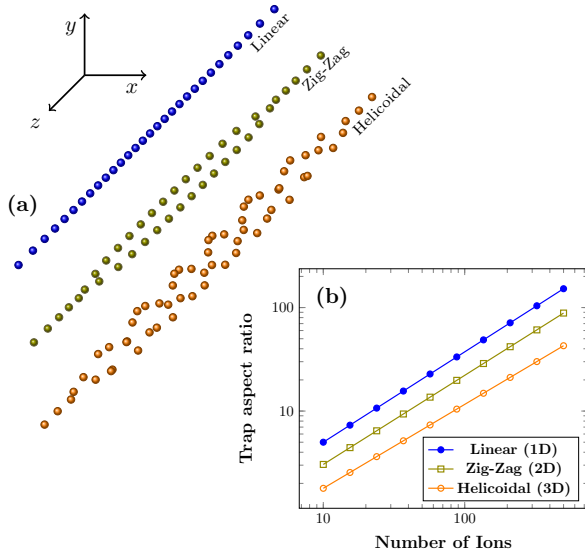 y
x
z
Linear
Zig-Zag
Helicoidal
(a)
(b)
100
10
Trap aspect ratio
Linear (1D)
Zig-Zag (2D)
Helicoidal (3D)
10
100
Number of Ions